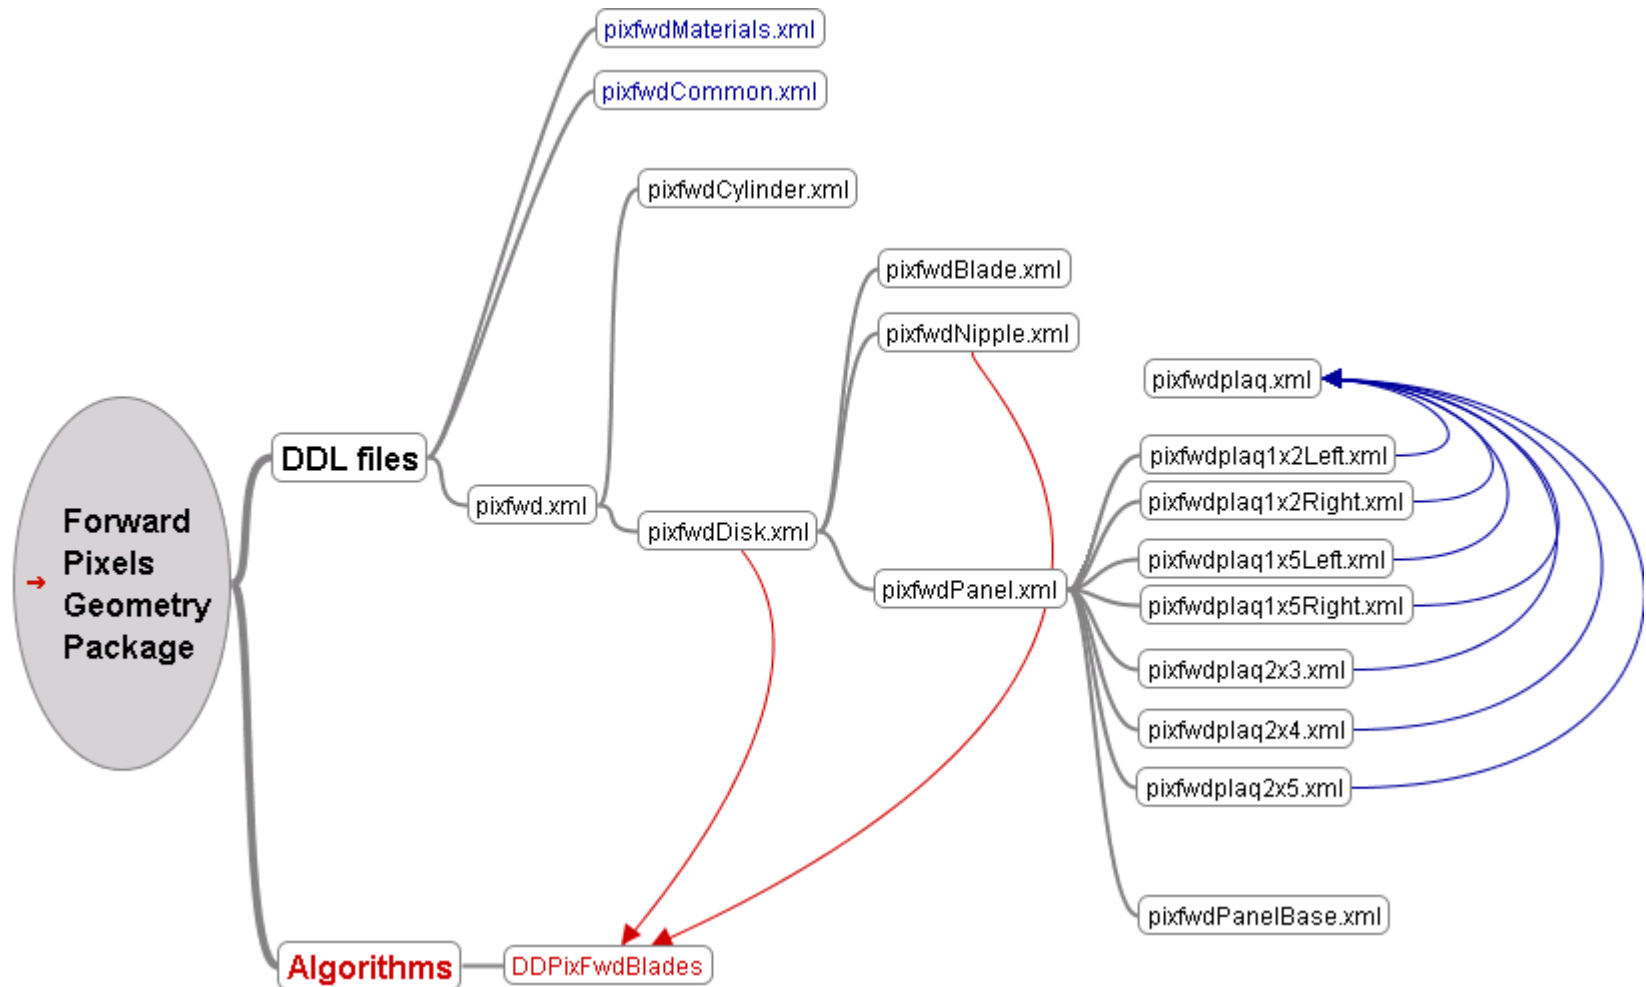 pixfwdMaterials.xml
pixfwdCommon.xml
pixfwdCylinder.xml
pixfwdBlade.xml
pixfwdNipple.xml
pixfwdplaq.xml
DDL files
pixfwdplaq1x2Left.xml
pixfwd.xml
pixfwdplaq1x2Right.xml
Forward
Pixels
Geometry
Package
pixfwdDisk.xml
pixfwdplaq1x5Left.xml
pixfwdPanel.xml
pixfwdplaq1x5Right.xml
pixfwdplaq2x3.xml
pixfwdplaq2x4.xml
pixfwdplaq2x5.xml
pixfwdPanelBase.xml
Algorithms
DDPixFwdBlades